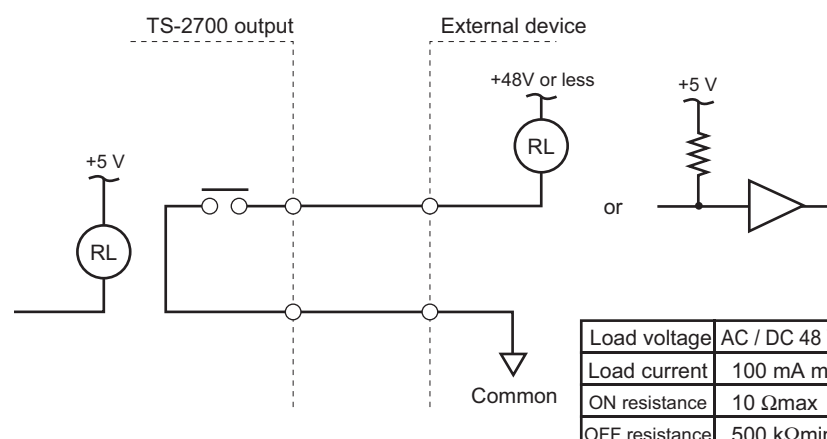 TS-2700 output
External device
+48V or less
+5 V
RL
+5 V
RL
or
Common
Load voltage AC / DC 48
Load current 100 mA m
ON resistance 10 Ωmax
OFF resistance 500 kΩmin